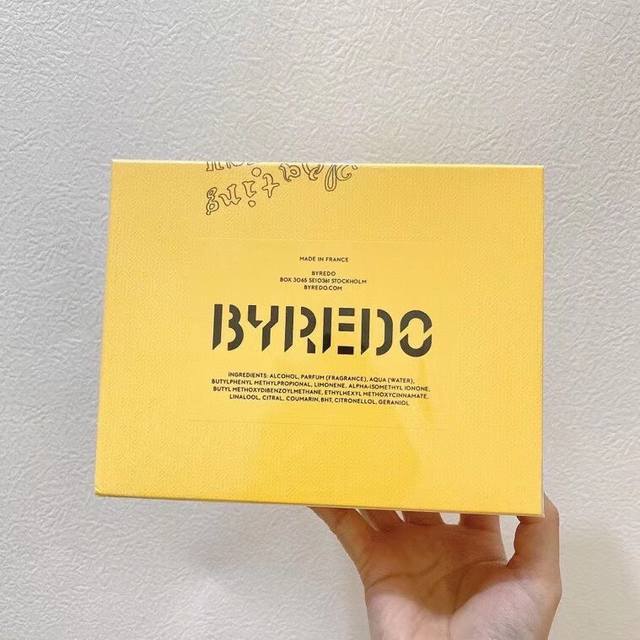 MADE IN FRANCE
BYREDO
BOX 3065 SE10361 STOCKHOLM
BYREDO.COM
BYREDO
INGREDIENTS: ALCOHOL, PARFUM (FRAGRANCE), AQUA (WATER),
BUTYLPHENYL METHYLPROPIONAL, LIMONENE, ALPHA-ISOMETHYL IONONE,
BUTYL METHOXYDIBENZOYLMETHANE, ETHYLHEXYL METHOXYCINNAMATE,
LINALOOL, CITRAL, COUMARIN, BHT, CITRONELLOL, GERANIOL